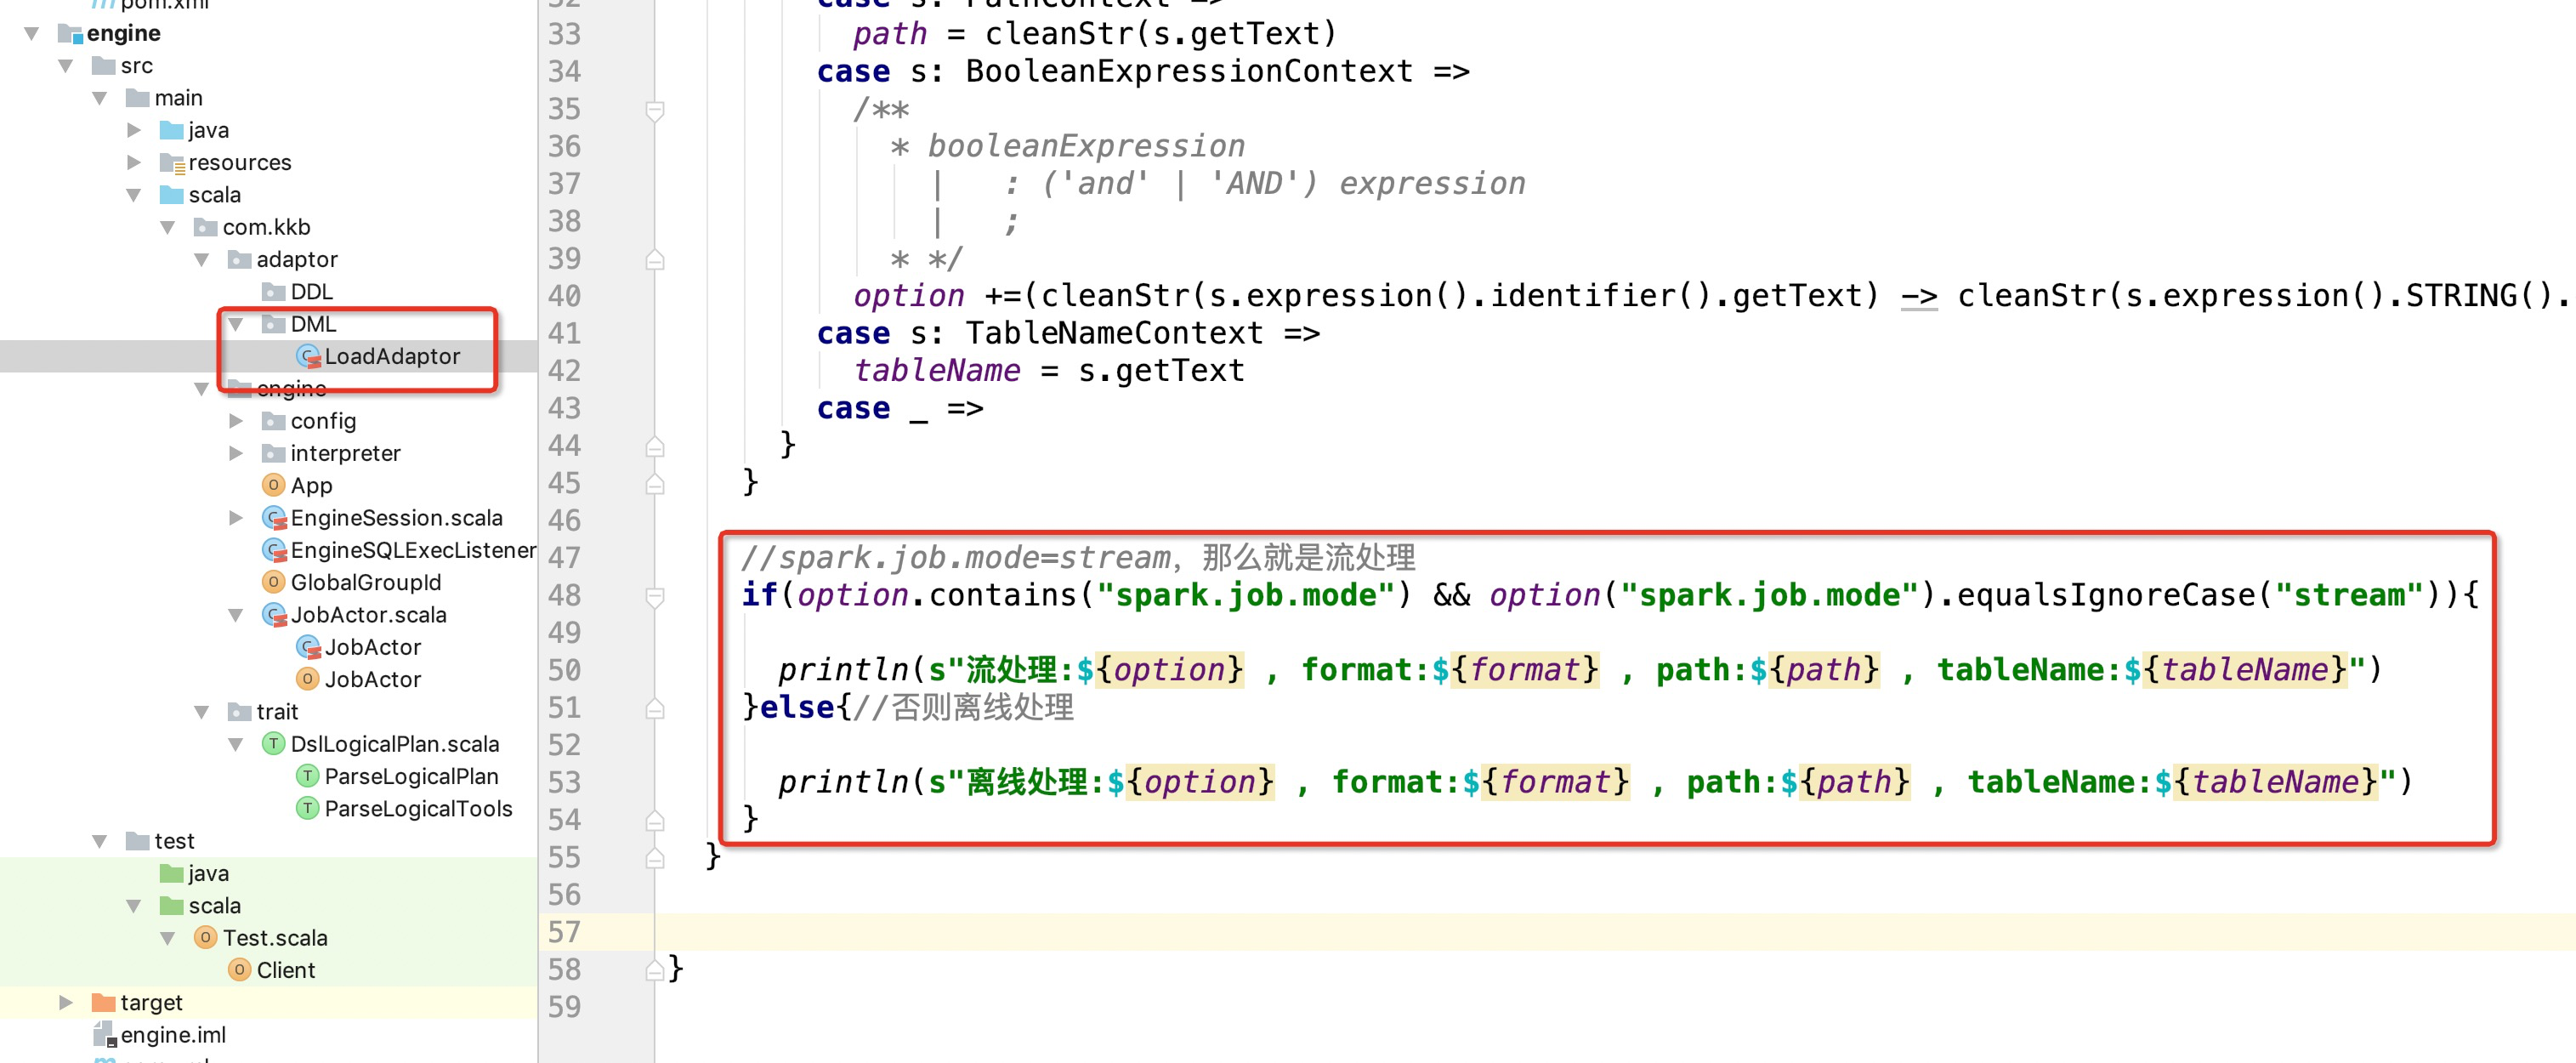 pom.xml
engine
src
main
java
resources
scala
com.kkb
adaptor
DDL
DML
LoadAdaptor
engine
config
interpreter
App
EngineSession.scala
EngineSQLExecListener
GlobalGroupId
JobActor.scala
JobActor
JobActor
trait
DslLogicalPlan.scala
ParseLogicalPlan
ParseLogicalTools
test
java
scala
Test.scala
Client
target
engine.iml
32 case s: PathContext =>
33 path = cleanStr(s.getText)
34 case s: BooleanExpressionContext =>
35 /**
36 * booleanExpression
37 | : ('and' | 'AND') expression
38 | ;
39 * */
40 option +=(cleanStr(s.expression().identifier().getText) -> cleanStr(s.expression().STRING().
41 case s: TableNameContext =>
42 tableName = s.getText
43 case _ =>
44 }
45 }
46
47 //spark.job.mode=stream，那么就是流处理
48 if(option.contains("spark.job.mode") && option("spark.job.mode").equalsIgnoreCase("stream")){
49
50 println(s"流处理:${option} , format:${format} , path:${path} , tableName:${tableName}")
51 }else{//否则离线处理
52
53 println(s"离线处理:${option} , format:${format} , path:${path} , tableName:${tableName}")
54 }
55 }
56
57
58 }
59